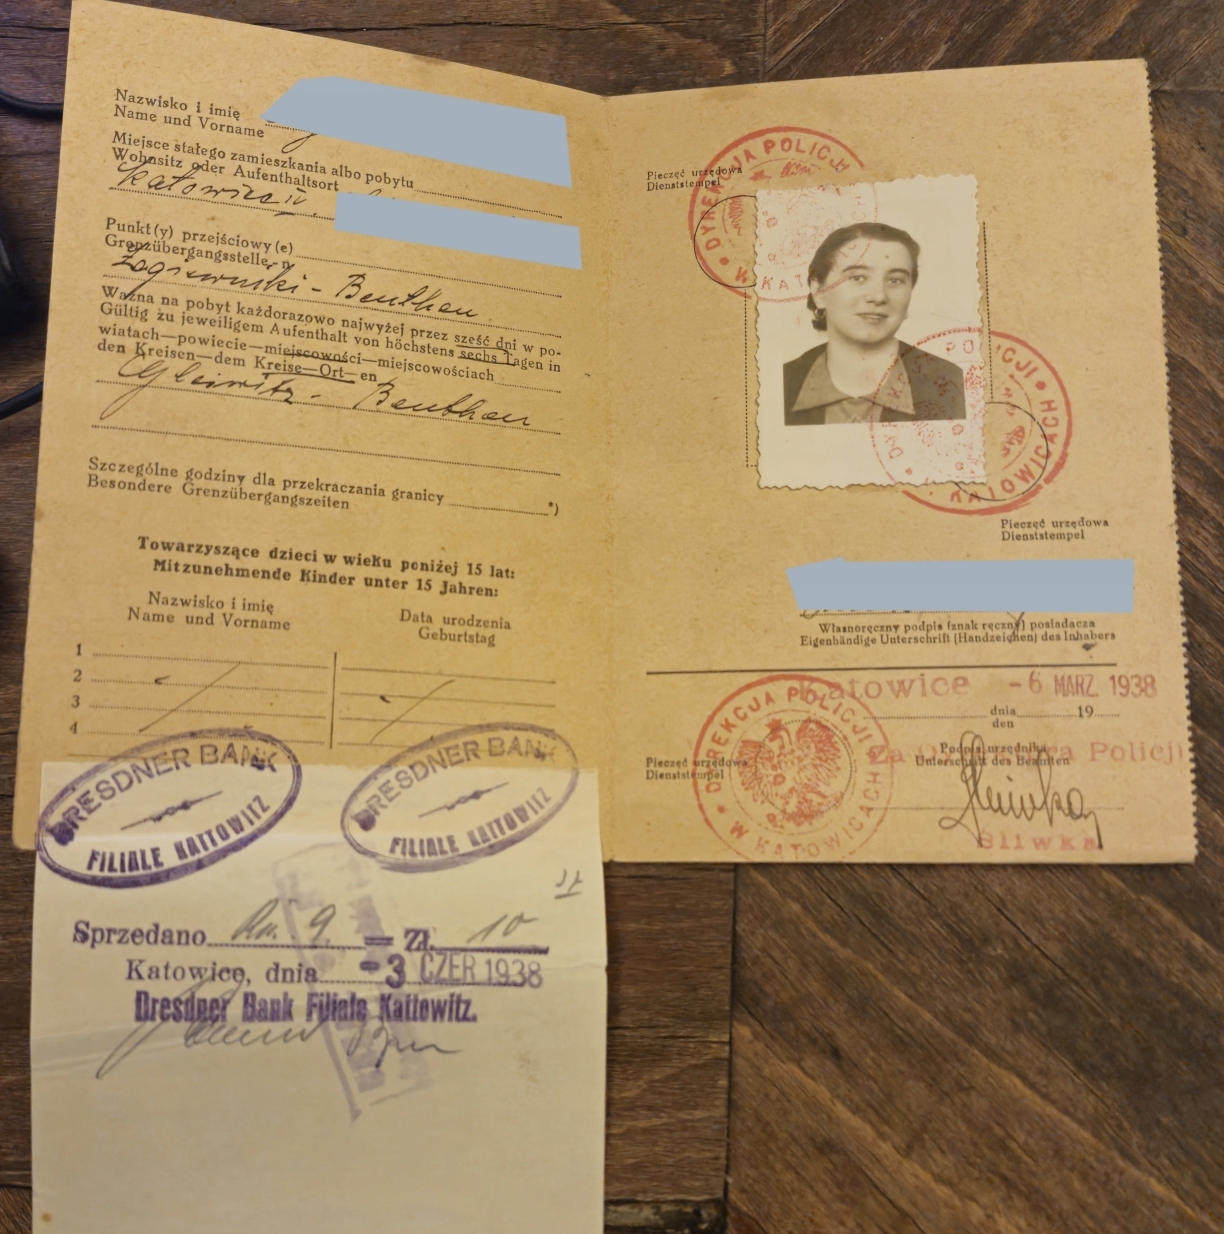 Nazwisko i imię
Name und Vorname
Miejsce stałego zamieszkania albo pobytu
Wohnsitz oder Aufenthaltsort
Katowice
Punkt(y) przejściowy(e)
Grenzübergangsstelle-n
Zogierniki - Beuthen
Ważna na pobyt każdorazowo najwyżej przez sześć dni w po-
Gültig zu jeweiligem Aufenthalt von höchstens sechs Tagen in
wiatach—powiecie—miejscowości—miejscowościach
den Kreisen—dem Kreise—Ort—en
Gleiwitz - Beuthen
Szczególne godziny dla przekraczania granicy
Besondere Grenzübergangszeiten *)
Towarzyszące dzieci w wieku poniżej 15 lat:
Mitzunehmende Kinder unter 15 Jahren:
Nazwisko i imię
Name und Vorname
Data urodzenia
Geburtstag
1
2
3
4
DRESDNER BANK
FILIALE KATTOWITZ
DRESDNER BANK
FILIALE KATTOWITZ
zł
Sprzedano Rm. 9 = Zł. 10
Katowice, dnia -3 CZER 1938
Dresdner Bank Filiale Kattowitz.
Pieczęć urzędowa
Dienststempel
DYREKCJA POLICJI
W KATOWICACH
DYREKCJA POLICJI
W KATOWICACH
Pieczęć urzędowa
Dienststempel
Własnoręczny podpis (znak ręczny) posiadacza
Eigenhändige Unterschrift (Handzeichen) des Inhabers
Katowice -6 MARZ. 1938
dnia 19
den
DYREKCJA POLICJI
W KATOWICACH
Pieczęć urzędowa
Dienststempel
Policji
Podpis urzędnika
Unterschrift des Beamten
Śliwka